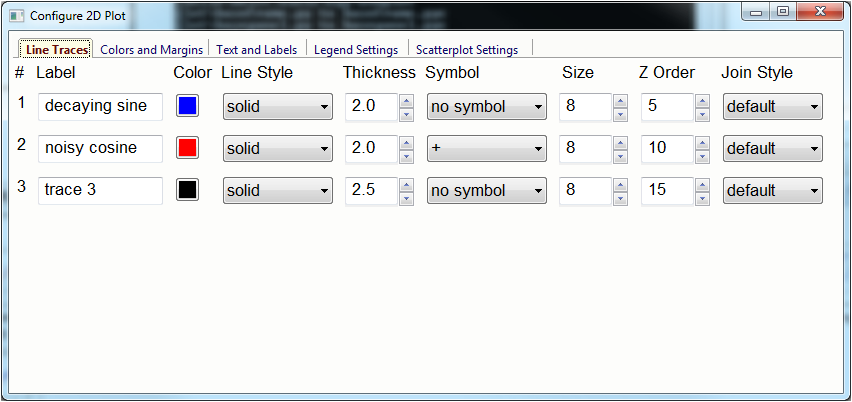 Configure 2D Plot
Line Traces Colors and Margins Text and Labels Legend Settings Scatterplot Settings
# Label Color Line Style Thickness Symbol Size Z Order Join Style
1 decaying sine solid 2.0 no symbol 8 5 default
2 noisy cosine solid 2.0 + 8 10 default
3 trace 3 solid 2.5 no symbol 8 15 default